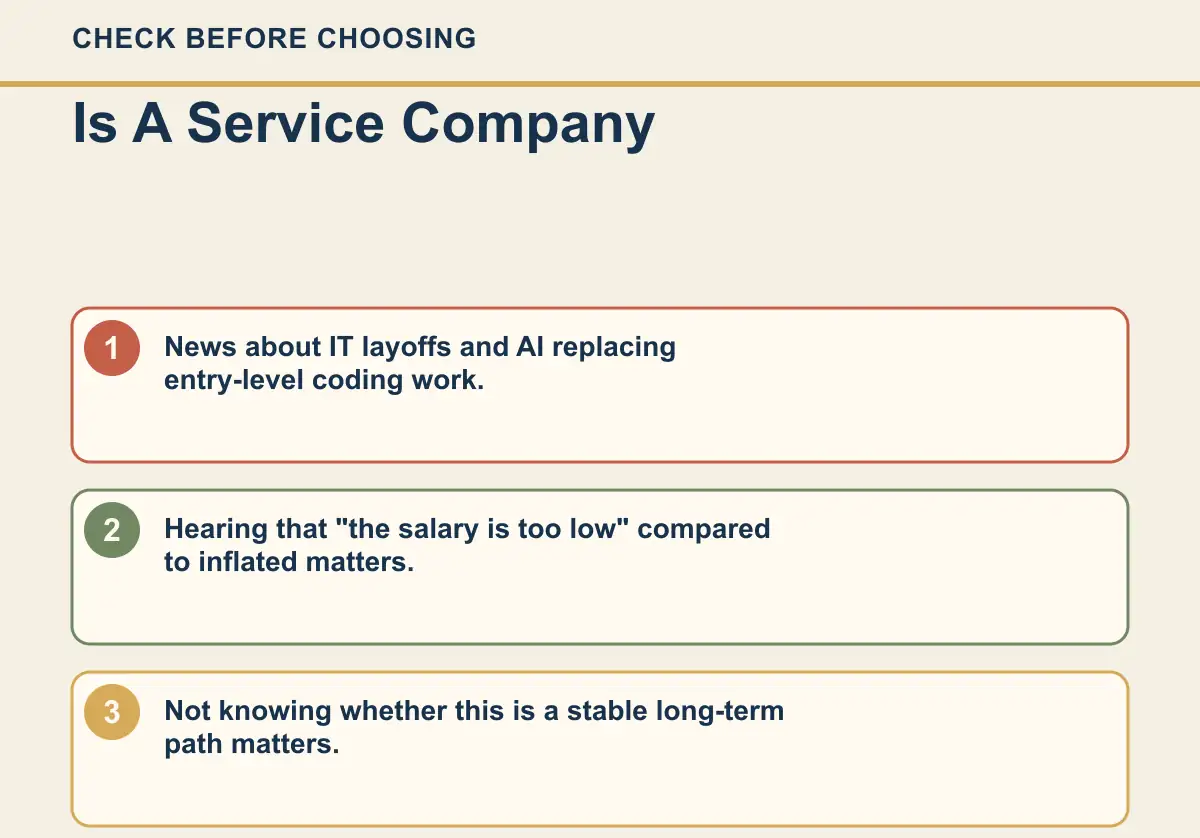 CHECK BEFORE CHOOSING
Is A Service Company
1
News about IT layoffs and AI replacing
entry-level coding work.
2
Hearing that "the salary is too low" compared
to inflated matters.
3
Not knowing whether this is a stable long-term
path matters.